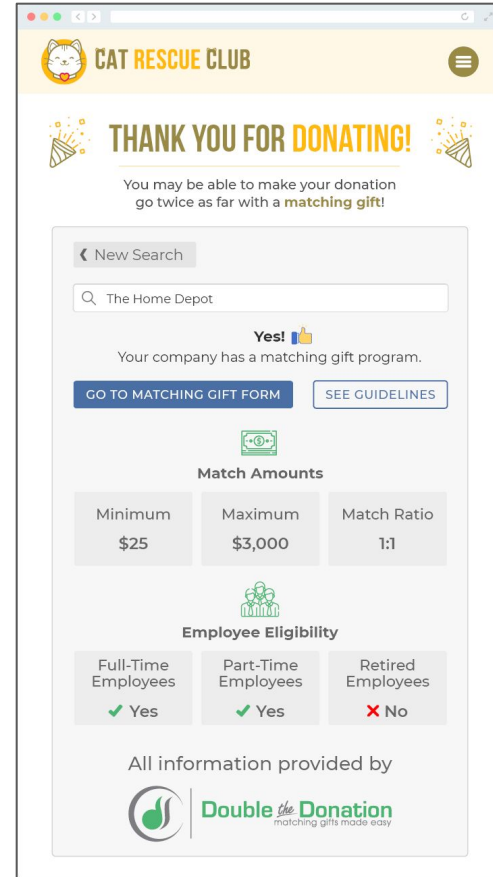 CAT RESCUE CLUB
THANK YOU FOR DONATING!
You may be able to make your donation
go twice as far with a matching gift!
❮ New Search
The Home Depot
Yes!
Your company has a matching gift program.
GO TO MATCHING GIFT FORM
SEE GUIDELINES
Match Amounts
Minimum
$25
Maximum
$3,000
Match Ratio
1:1
Employee Eligibility
Full-Time
Employees
Yes
Part-Time
Employees
Yes
Retired
Employees
No
All information provided by
Double the Donation
matching gifts made easy